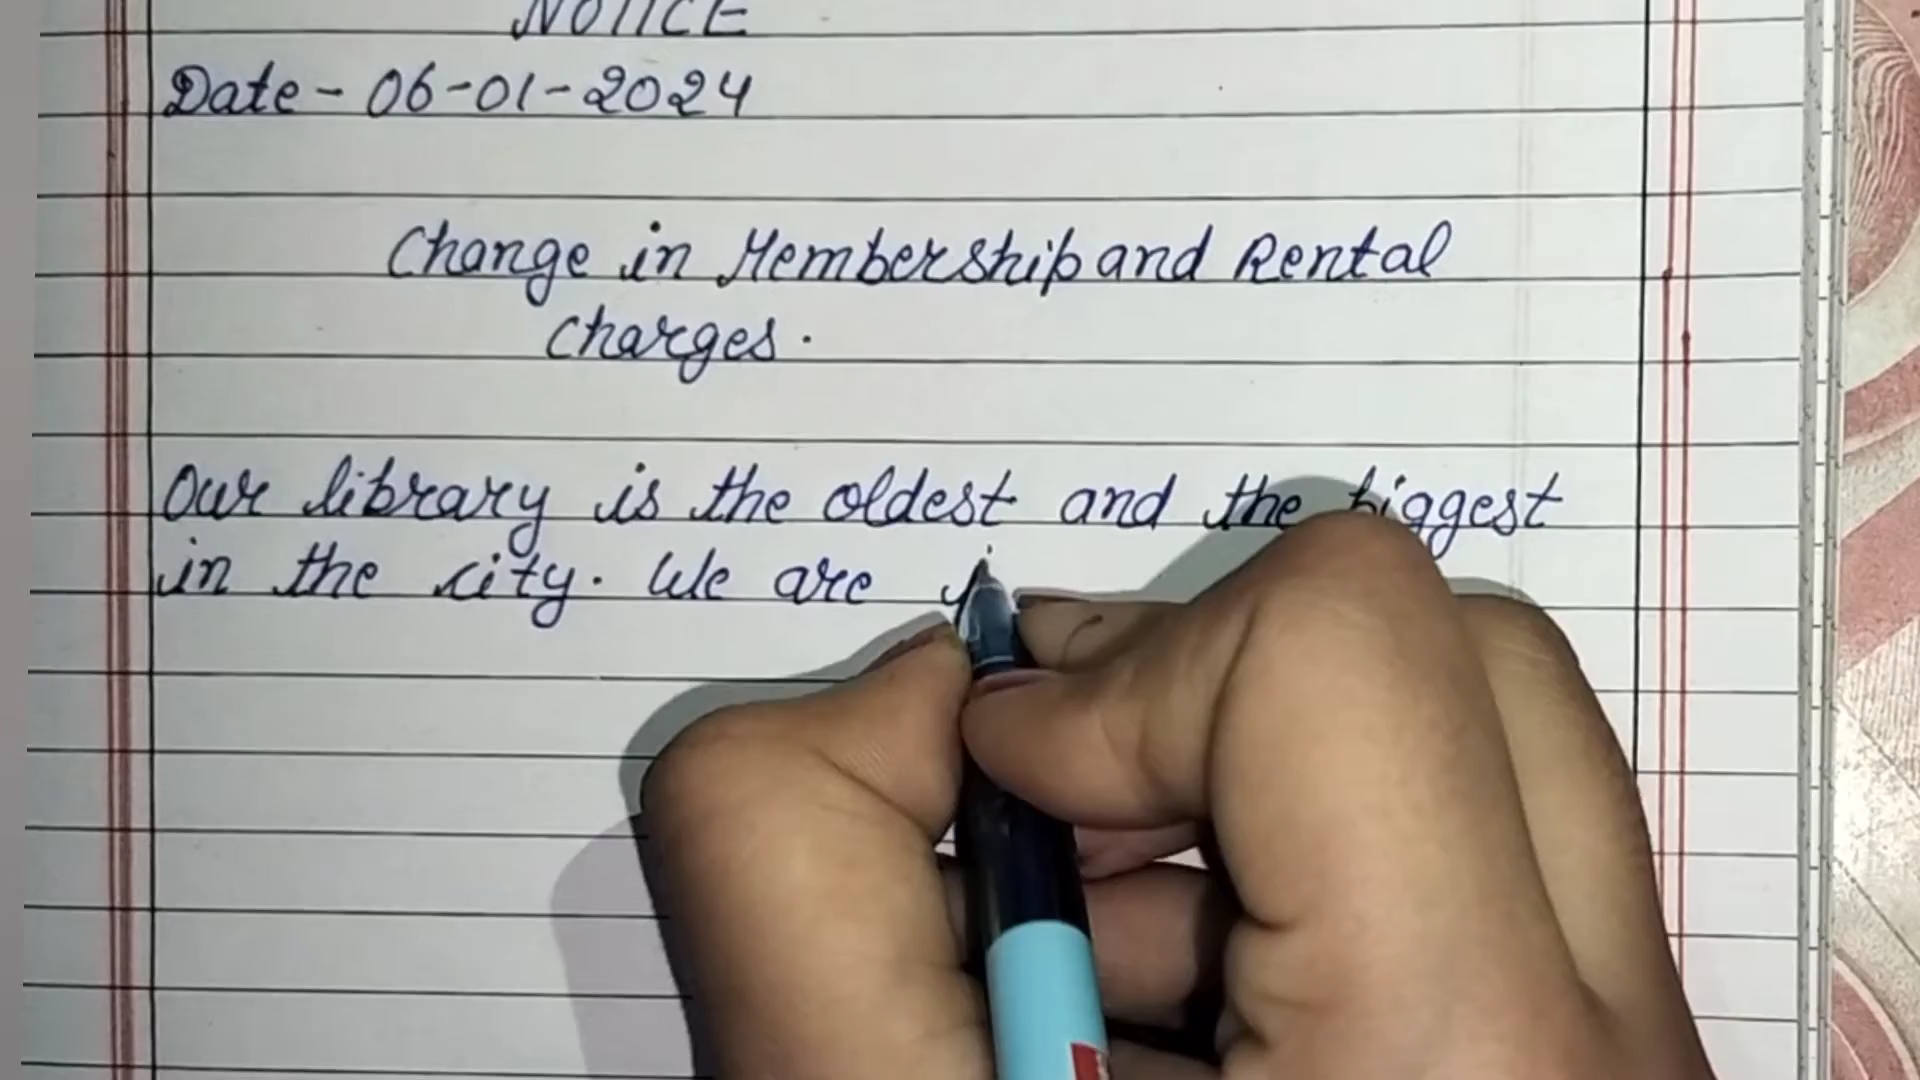 NOTICE
Date - 06-01-2024
Change in Membership and Rental
Charges.
Our library is the oldest and the biggest
in the city. We are